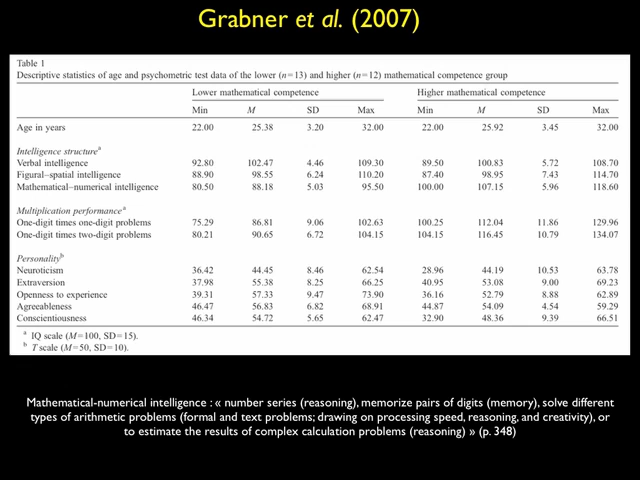 Grabner et al. (2007)
Table 1
Descriptive statistics of age and psychometric test data of the lower (n=13) and higher (n=12) mathematical competence group
Lower mathematical competence Higher mathematical competence
Min M SD Max Min M SD Max
Age in years 22.00 25.38 3.20 32.00 22.00 25.92 3.45 32.00
Intelligence structureᵃ
Verbal intelligence 92.80 102.47 4.46 109.30 89.50 100.83 5.72 108.70
Figural–spatial intelligence 88.90 98.55 6.24 110.20 87.40 98.95 7.43 114.70
Mathematical–numerical intelligence 80.50 88.18 5.03 95.50 100.00 107.15 5.96 118.60
Multiplication performanceᵃ
One-digit times one-digit problems 75.29 86.81 9.06 102.63 100.25 112.04 11.86 129.96
One-digit times two-digit problems 80.21 90.65 6.72 104.15 104.15 116.45 10.79 134.07
Personalityᵇ
Neuroticism 36.42 44.45 8.46 62.54 28.96 44.19 10.53 63.78
Extraversion 37.98 55.38 8.25 66.25 40.95 53.08 9.00 69.23
Openness to experience 39.31 57.33 9.47 73.90 36.16 52.79 8.88 62.89
Agreeableness 46.47 56.83 6.82 68.91 44.87 54.09 4.54 59.29
Conscientiousness 46.34 54.72 5.65 62.47 32.90 48.36 9.39 66.51
ᵃ IQ scale (M=100, SD=15).
ᵇ T scale (M=50, SD=10).
Mathematical-numerical intelligence : « number series (reasoning), memorize pairs of digits (memory), solve different
types of arithmetic problems (formal and text problems; drawing on processing speed, reasoning, and creativity), or
to estimate the results of complex calculation problems (reasoning) » (p. 348)